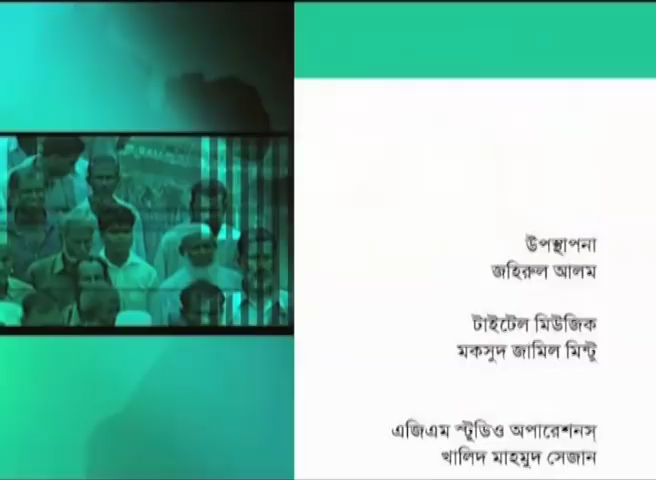 উপস্থাপনা
জহিরুল আলম
টাইটেল মিউজিক
মকসুদ জামিল মিন্টু
এজিএম স্টুডিও অপারেশনস্
খালিদ মাহমুদ সেজান